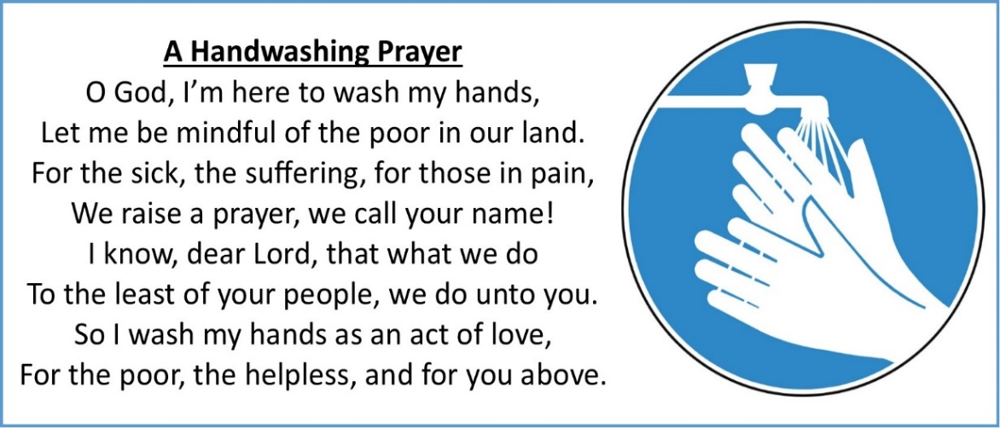 A Handwashing Prayer
O God, I’m here to wash my hands,
Let me be mindful of the poor in our land.
For the sick, the suffering, for those in pain,
We raise a prayer, we call your name!
I know, dear Lord, that what we do
To the least of your people, we do unto you.
So I wash my hands as an act of love,
For the poor, the helpless, and for you above.